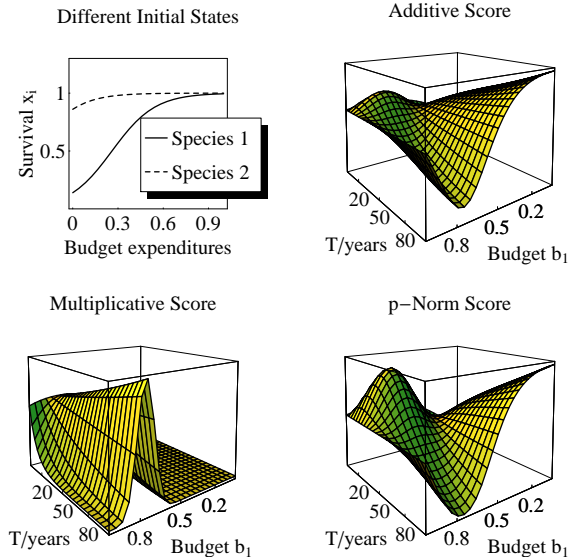 Different Initial States
Survival x_i
1
0.5
Species 1
Species 2
0 0.3 0.6 0.9
Budget expenditures
Additive Score
20
50
80
T/years
0.8
0.5
0.2
Budget b_1
Multiplicative Score
20
50
80
T/years
0.8
0.5
0.2
Budget b_1
p−Norm Score
20
50
80
T/years
0.8
0.5
0.2
Budget b_1